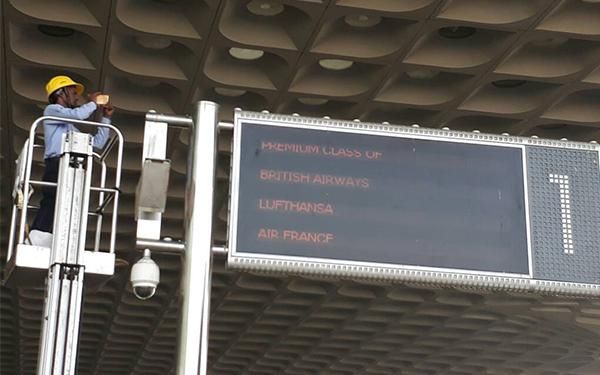 PREMIUM CLASS OF
BRITISH AIRWAYS
LUFTHANSA
AIR FRANCE
1